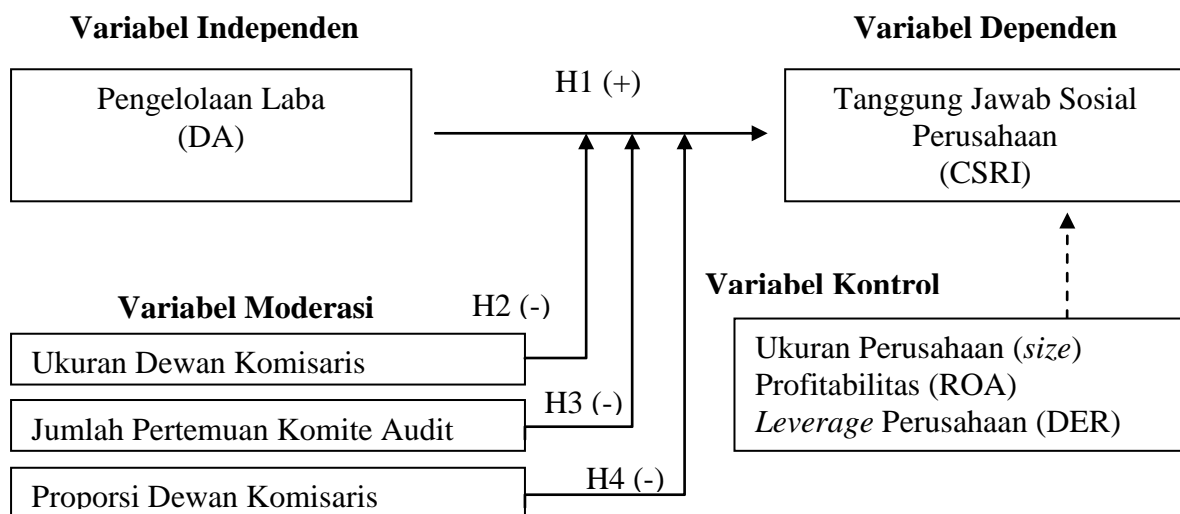 Variabel Independen
Variabel Dependen
Pengelolaan Laba
(DA)
H1 (+)
Tanggung Jawab Sosial
Perusahaan
(CSRI)
Variabel Moderasi
H2 (-)
Variabel Kontrol
Ukuran Dewan Komisaris
H3 (-)
Jumlah Pertemuan Komite Audit
H4 (-)
Proporsi Dewan Komisaris
Ukuran Perusahaan (size)
Profitabilitas (ROA)
Leverage Perusahaan (DER)